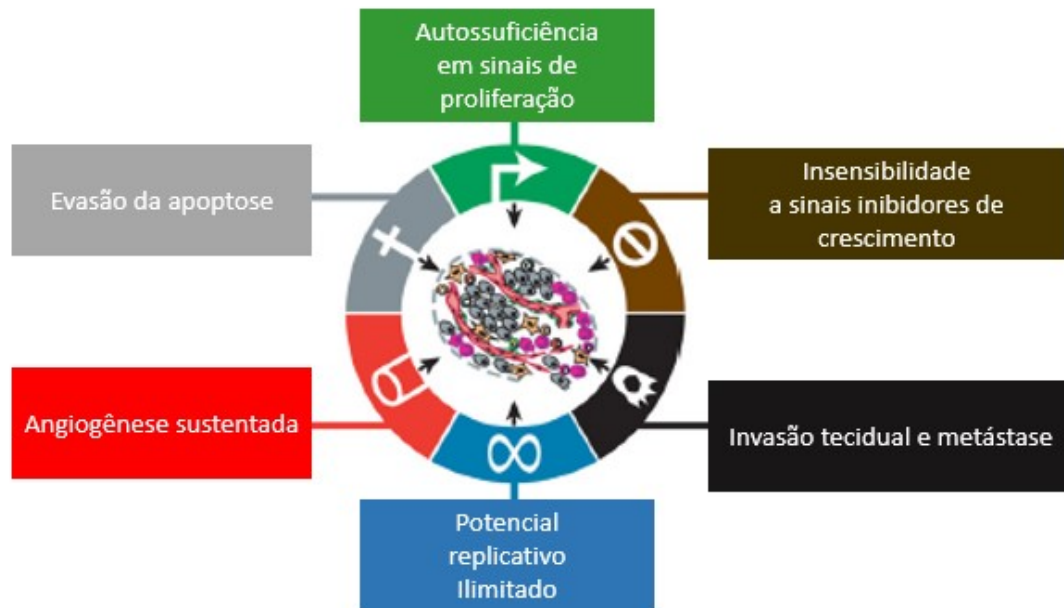 Autossuficiência
em sinais de
proliferação
Evasão da apoptose
Insensibilidade
a sinais inibidores de
crescimento
Angiogênese sustentada
Invasão tecidual e metástase
Potencial
replicativo
Ilimitado